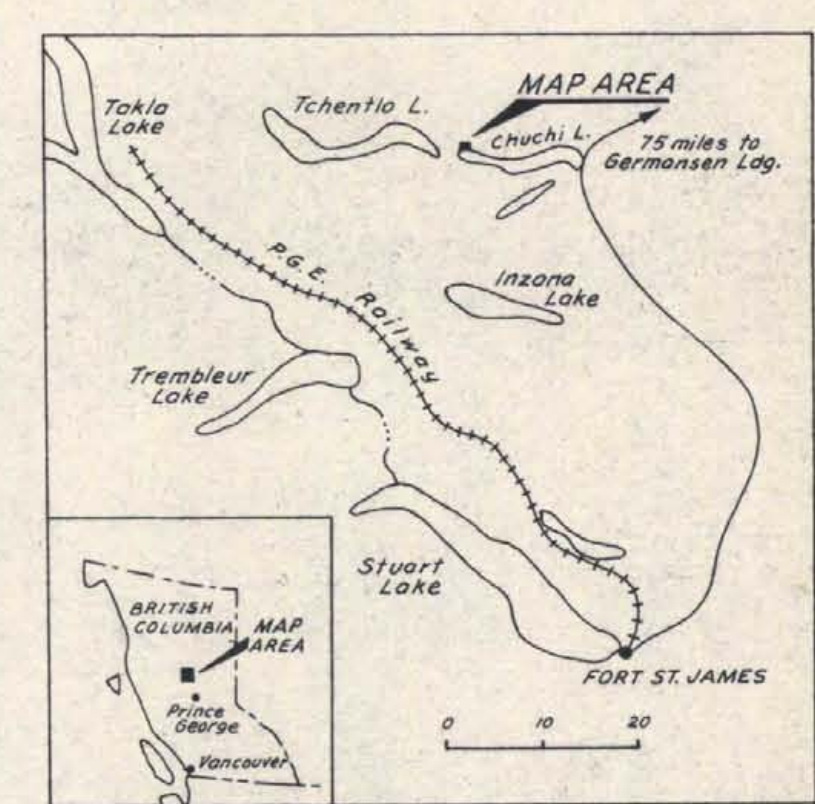 MAP AREA
Takla
Lake
Tchentlo L.
Chuchi L.
75 miles to
Germansen Ldg.
P.G.E. Railway
Inzana
Lake
Trembleur
Lake
Stuart
Lake
FORT ST. JAMES
0 10 20
BRITISH
COLUMBIA
MAP
AREA
Prince
George
Vancouver